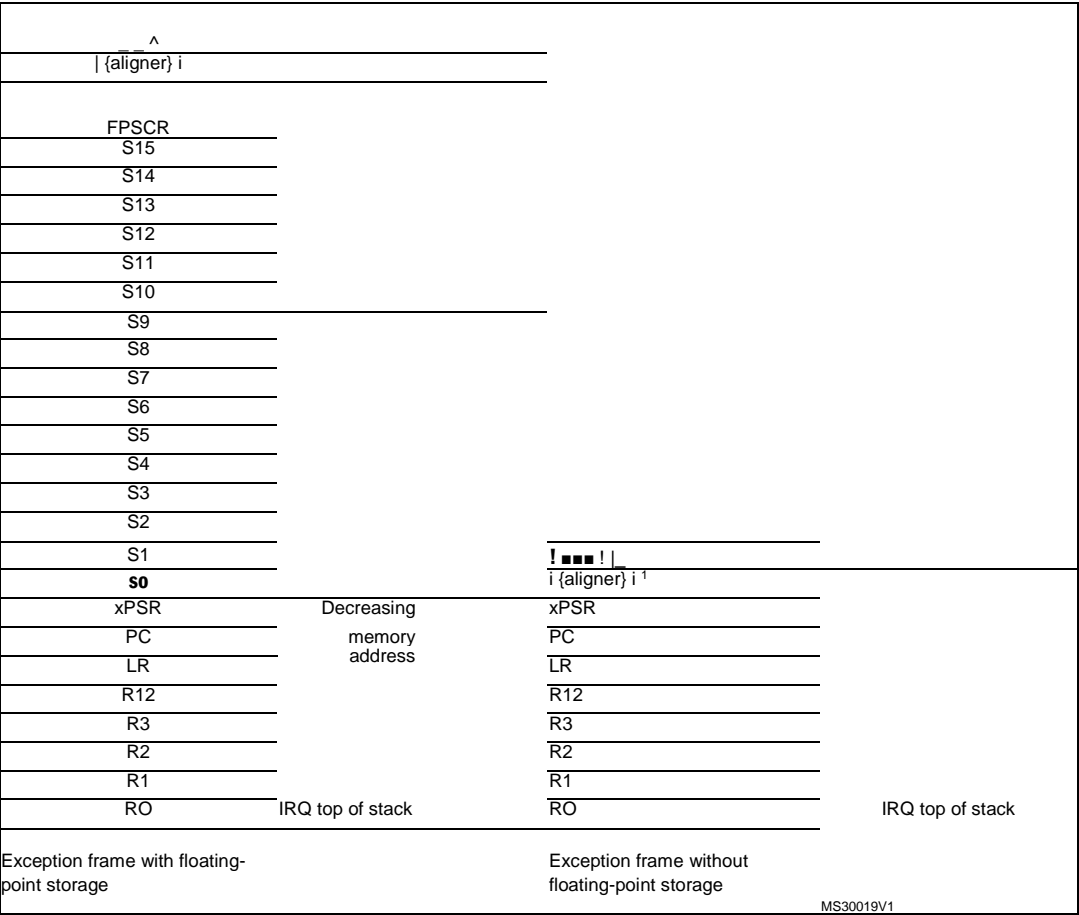 _ _ ^
| {aligner} i
FPSCR
S15
S14
S13
S12
S11
S10
S9
S8
S7
S6
S5
S4
S3
S2
S1 ! ■■■ ! |_
S0 i {aligner} i 1
xPSR Decreasing xPSR
PC memory PC
address
LR LR
R12 R12
R3 R3
R2 R2
R1 R1
RO IRQ top of stack RO IRQ top of stack
Exception frame with floating- Exception frame without
point storage floating-point storage
MS30019V1